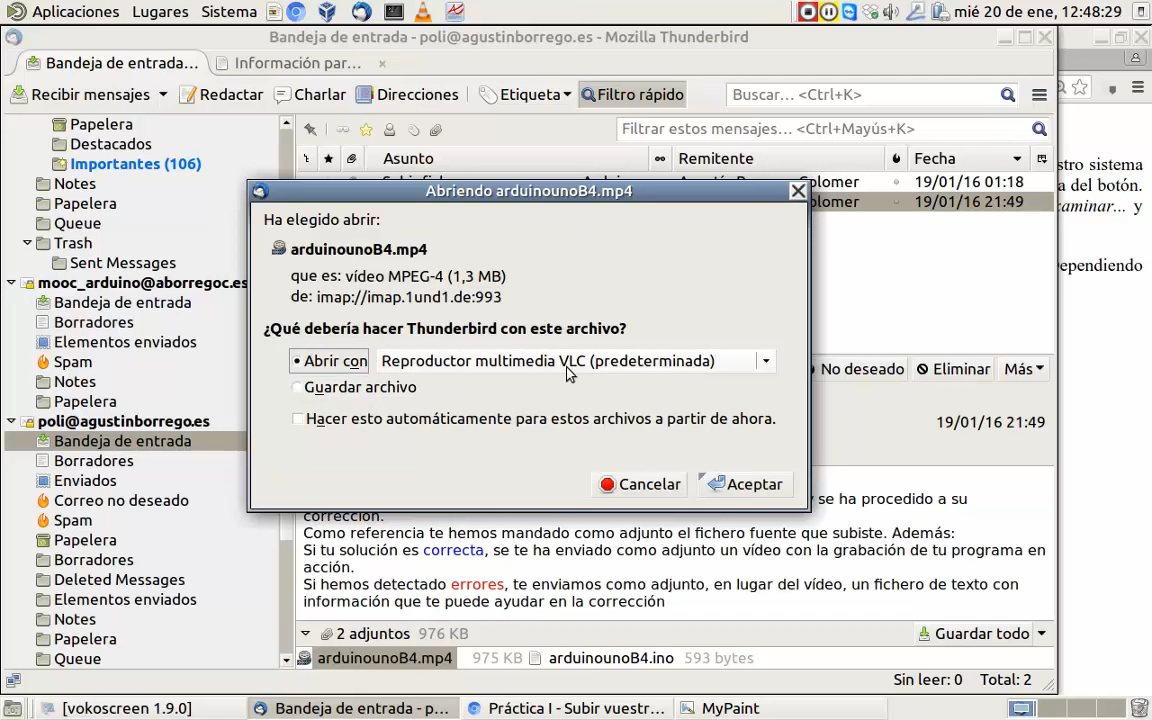 Aplicaciones Lugares Sistema mié 20 de ene, 12:48:29
Bandeja de entrada - poli@agustinborrego.es - Mozilla Thunderbird
Bandeja de entrada... Información par...
Recibir mensajes Redactar Charlar Direcciones Etiqueta Filtro rápido Buscar... <Ctrl+K>
Papelera
Destacados
Importantes (106)
Notes
Papelera
Queue
Trash
Sent Messages
mooc_arduino@aborregoc.es
Bandeja de entrada
Borradores
Elementos enviados
Spam
Notes
Papelera
poli@agustinborrego.es
Bandeja de entrada
Borradores
Enviados
Correo no deseado
Spam
Papelera
Borradores
Deleted Messages
Elementos enviados
Notes
Papelera
Queue
Filtrar estos mensajes... <Ctrl+Mayús+K>
Asunto Remitente Fecha
olomer 19/01/16 01:18
olomer 19/01/16 21:49
Abriendo arduinounoB4.mp4
Ha elegido abrir:
arduinounoB4.mp4
que es: vídeo MPEG-4 (1,3 MB)
de: imap://imap.1und1.de:993
¿Qué debería hacer Thunderbird con este archivo?
Abrir con Reproductor multimedia VLC (predeterminada)
Guardar archivo
Hacer esto automáticamente para estos archivos a partir de ahora.
Cancelar Aceptar
No deseado Eliminar Más
19/01/16 21:49
y se ha procedido a su
corrección.
Como referencia te hemos mandado como adjunto el fichero fuente que subiste. Además:
Si tu solución es correcta, se te ha enviado como adjunto un vídeo con la grabación de tu programa en
acción.
Si hemos detectado errores, te enviamos como adjunto, en lugar del vídeo, un fichero de texto con
información que te puede ayudar en la corrección
2 adjuntos 976 KB Guardar todo
arduinounoB4.mp4 975 KB arduinounoB4.ino 593 bytes
Sin leer: 0 Total: 2
stro sistema
a del botón.
aminar... y
ependiendo
[vokoscreen 1.9.0] Bandeja de entrada - p... Práctica I - Subir vuestr... MyPaint